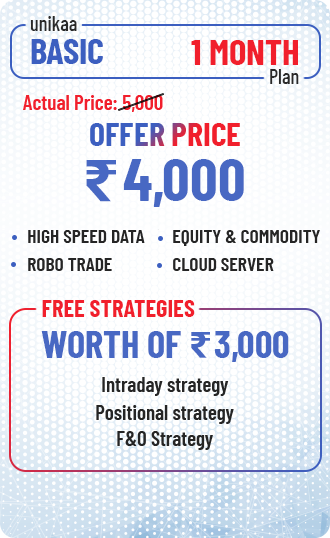 unikaa
BASIC
1 MONTH
Plan
Actual Price: 5,000
OFFER PRICE
₹ 4,000
• HIGH SPEED DATA • EQUITY & COMMODITY
• ROBO TRADE • CLOUD SERVER
FREE STRATEGIES
WORTH OF ₹ 3,000
Intraday strategy
Positional strategy
F&O Strategy